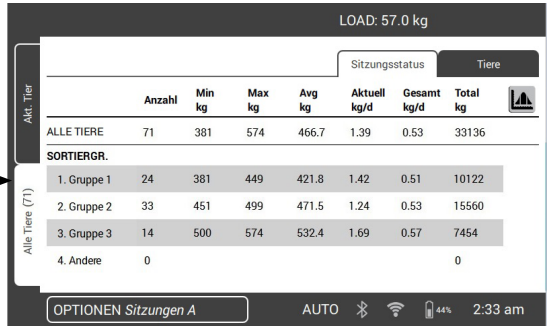 LOAD: 57.0 kg
Sitzungsstatus Tiere
Akt. Tier
Alle Tiere (71)
Anzahl Min kg Max kg Avg kg Aktuell kg/d Gesamt kg/d Total kg
ALLE TIERE 71 381 574 466.7 1.39 0.53 33136
SORTIERGR.
1. Gruppe 1 24 381 449 421.8 1.42 0.51 10122
2. Gruppe 2 33 451 499 471.5 1.24 0.53 15560
3. Gruppe 3 14 500 574 532.4 1.69 0.57 7454
4. Andere 0 0
OPTIONEN Sitzungen A AUTO 44% 2:33 am